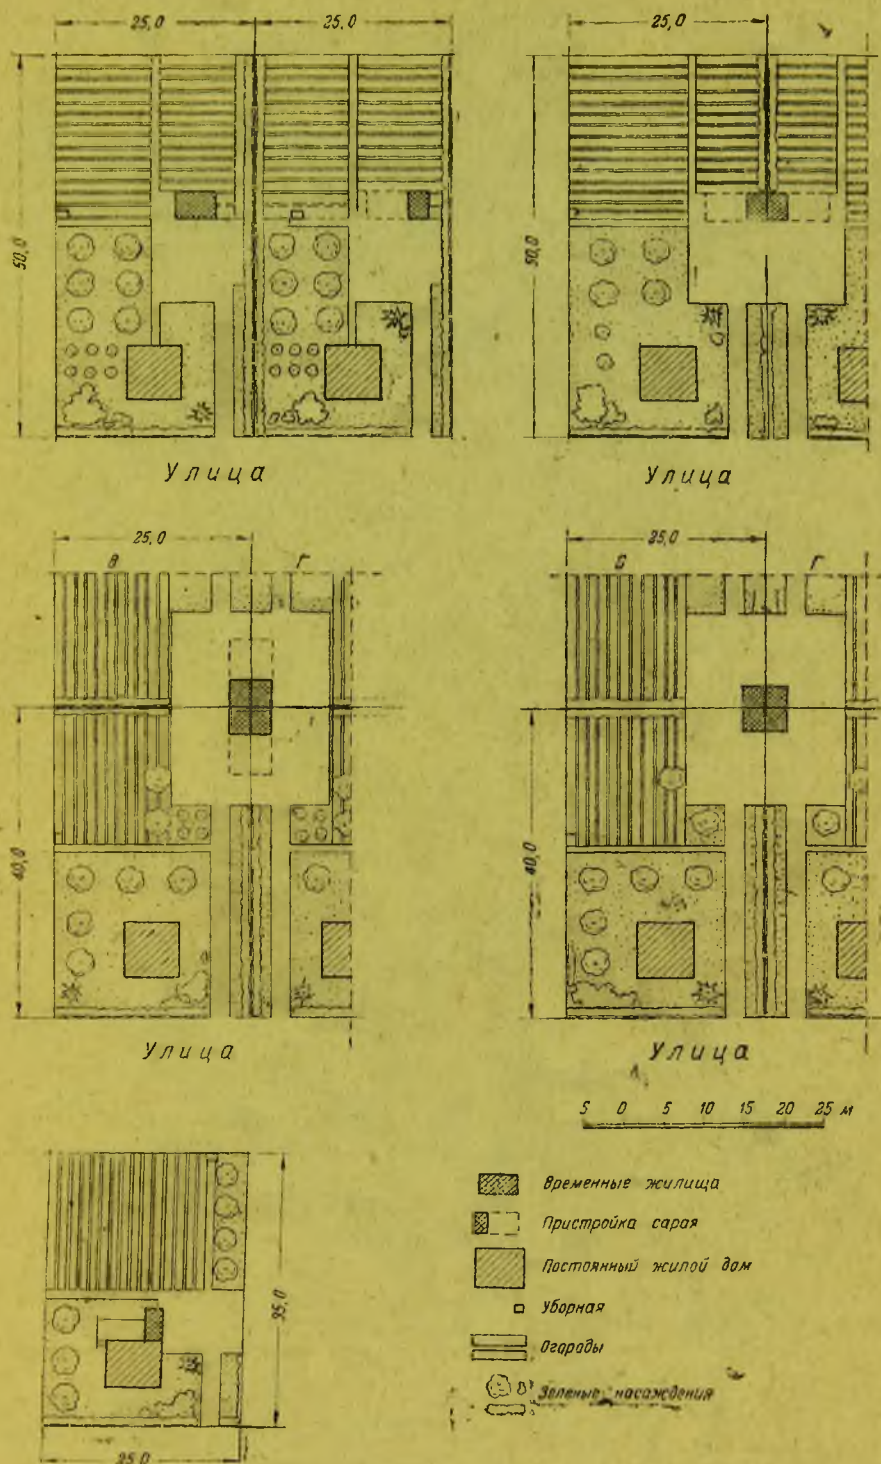 25,0 25,0 25,0
50,0 50,0
Улица Улица
25,0 25,0
В Г Б Г
40,0 40,0
Улица Улица
5 0 5 10 15 20 25 м
Временные жилища
Пристройка сарая
Постоянный жилой дом
Уборная
35,0
Огарады
Зеленые насаждения
25,0